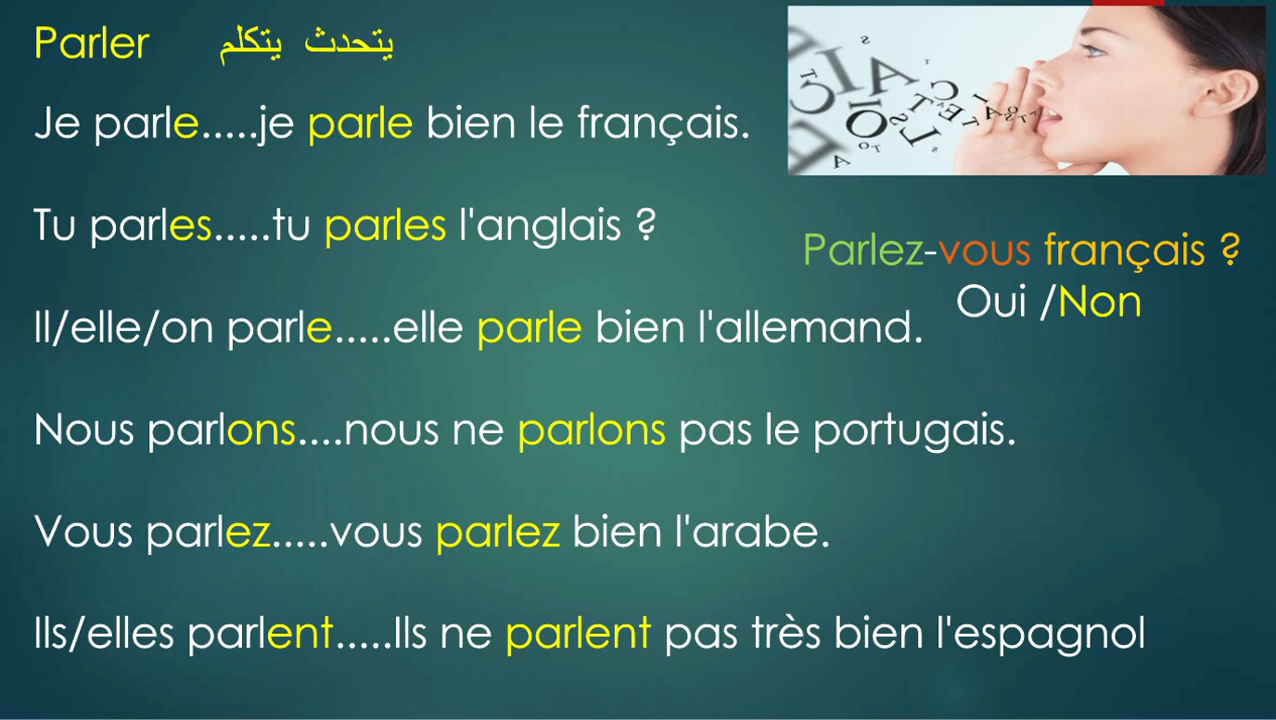 Parler يتحدث يتكلم
Je parle.....je parle bien le français.
Tu parles.....tu parles l'anglais ?
Il/elle/on parle.....elle parle bien l'allemand.
Nous parlons....nous ne parlons pas le portugais.
Vous parlez.....vous parlez bien l'arabe.
Ils/elles parlent.....Ils ne parlent pas très bien l'espagnol
Parlez-vous français ?
Oui /Non